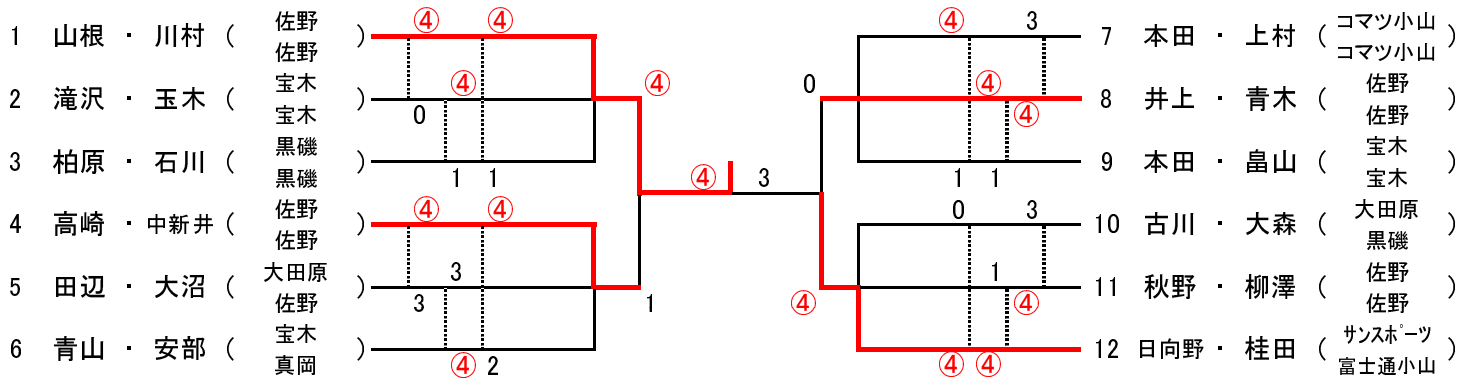 佐野
1 山根 ・ 川村 ( ) ④ ④
佐野
宝木
2 滝沢 ・ 玉木 ( ) ④ ④
宝木 0
黒磯
3 柏原 ・ 石川 ( )
黒磯 1 1
④ 3
佐野
4 高崎 ・ 中新井 ( ) ④ ④
佐野
大田原
5 田辺 ・ 大沼 ( ) 3
佐野 3 1
宝木
6 青山 ・ 安部 ( )
真岡 ④ 2
④ 3 コマツ小山
7 本田 ・ 上村 ( )
コマツ小山
0 ④ 佐野
8 井上 ・ 青木 ( )
④ 佐野
宝木
9 本田 ・ 畠山 ( )
1 1 宝木
0 3 大田原
10 古川 ・ 大森 ( )
黒磯
1 佐野
11 秋野 ・ 柳澤 ( )
④ ④ 佐野
サンスポーツ
12 日向野 ・ 桂田 ( )
④ ④ 富士通小山